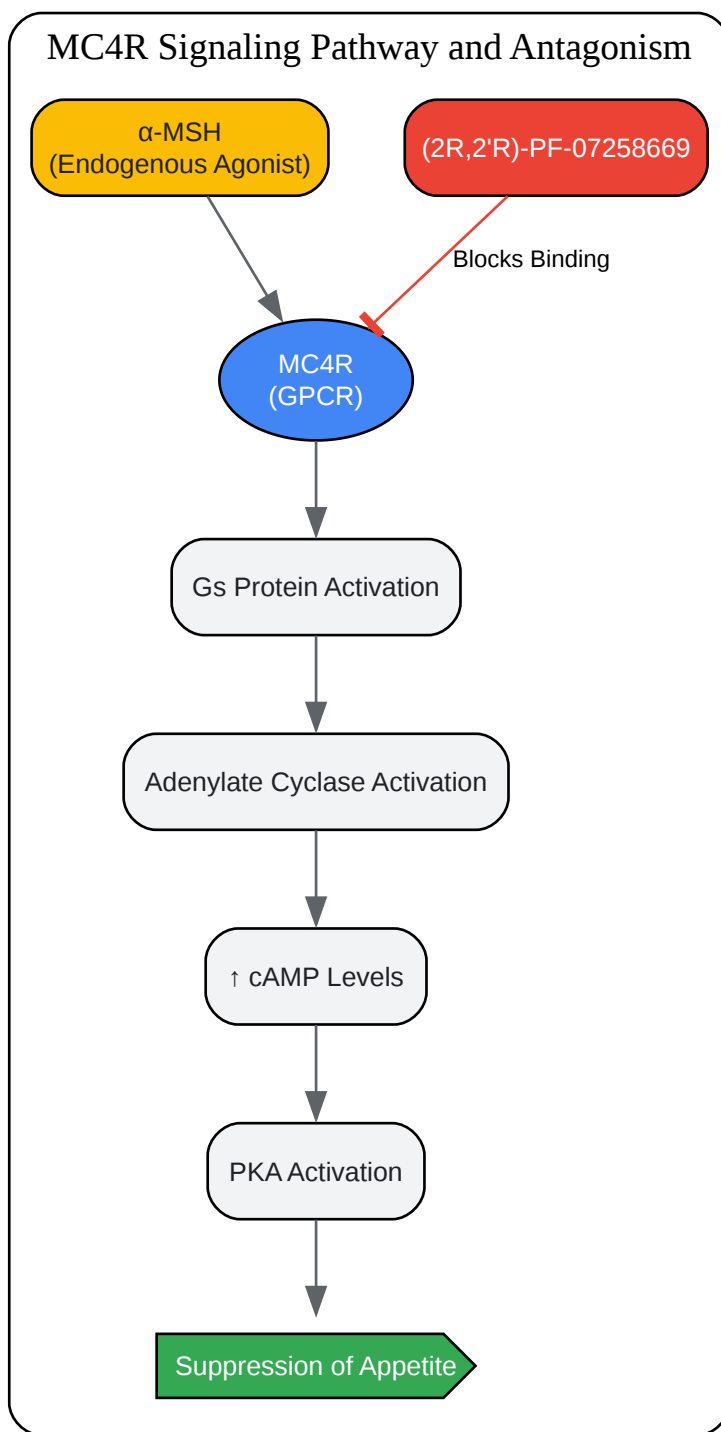 MC4R Signaling Pathway and Antagonism
α-MSH
(Endogenous Agonist)
(2R,2'R)-PF-07258669
Blocks Binding
MC4R
(GPCR)
Gs Protein Activation
Adenylate Cyclase Activation
↑ cAMP Levels
PKA Activation
Suppression of Appetite